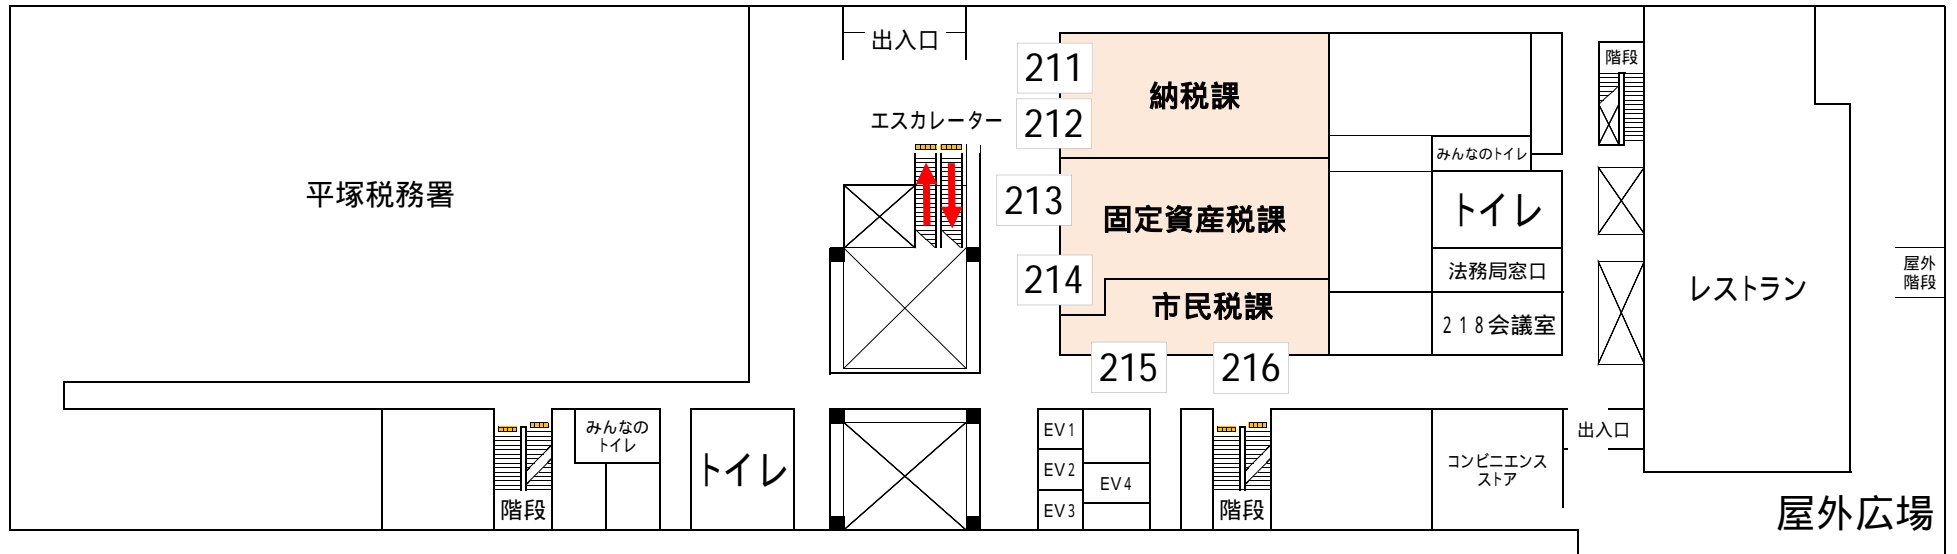 出入口
211
納税課
階段
212
エスカレーター
みんなのトイレ
平塚税務署
213
固定資産税課
トイレ
214
法務局窓口
屋外
階段
レストラン
市民税課
218会議室
215
216
みんなの
トイレ
EV1
出入口
トイレ
EV2
EV4
コンビニエンス
ストア
階段
EV3
階段
屋外広場